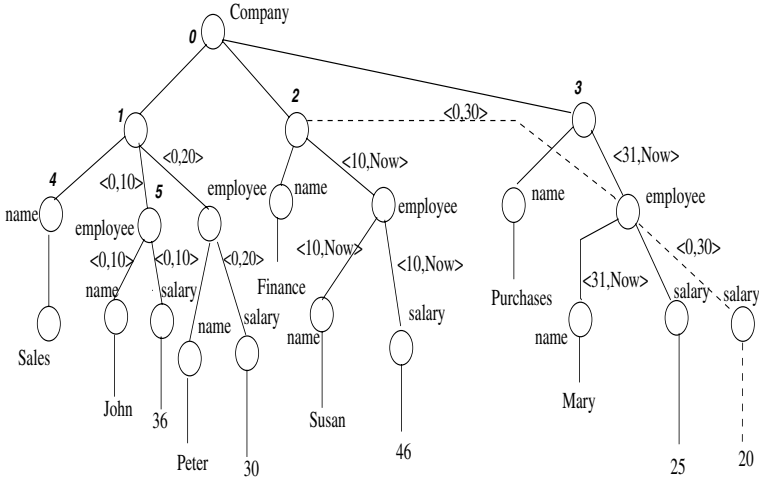 Company
0
3
2
1
<0,30>
<0,20>
<10,Now>
<31,Now>
4
<0,10>
5
employee
name
name
employee
name
employee
employee
<0,30>
<0,10>
<0,10>
<0,20>
<10,Now>
<10,Now>
<31,Now>
Finance
Purchases
name
salary
salary
salary
name
salary
salary
name
name
Sales
John
36
Susan
Mary
Peter
30
46
25
20